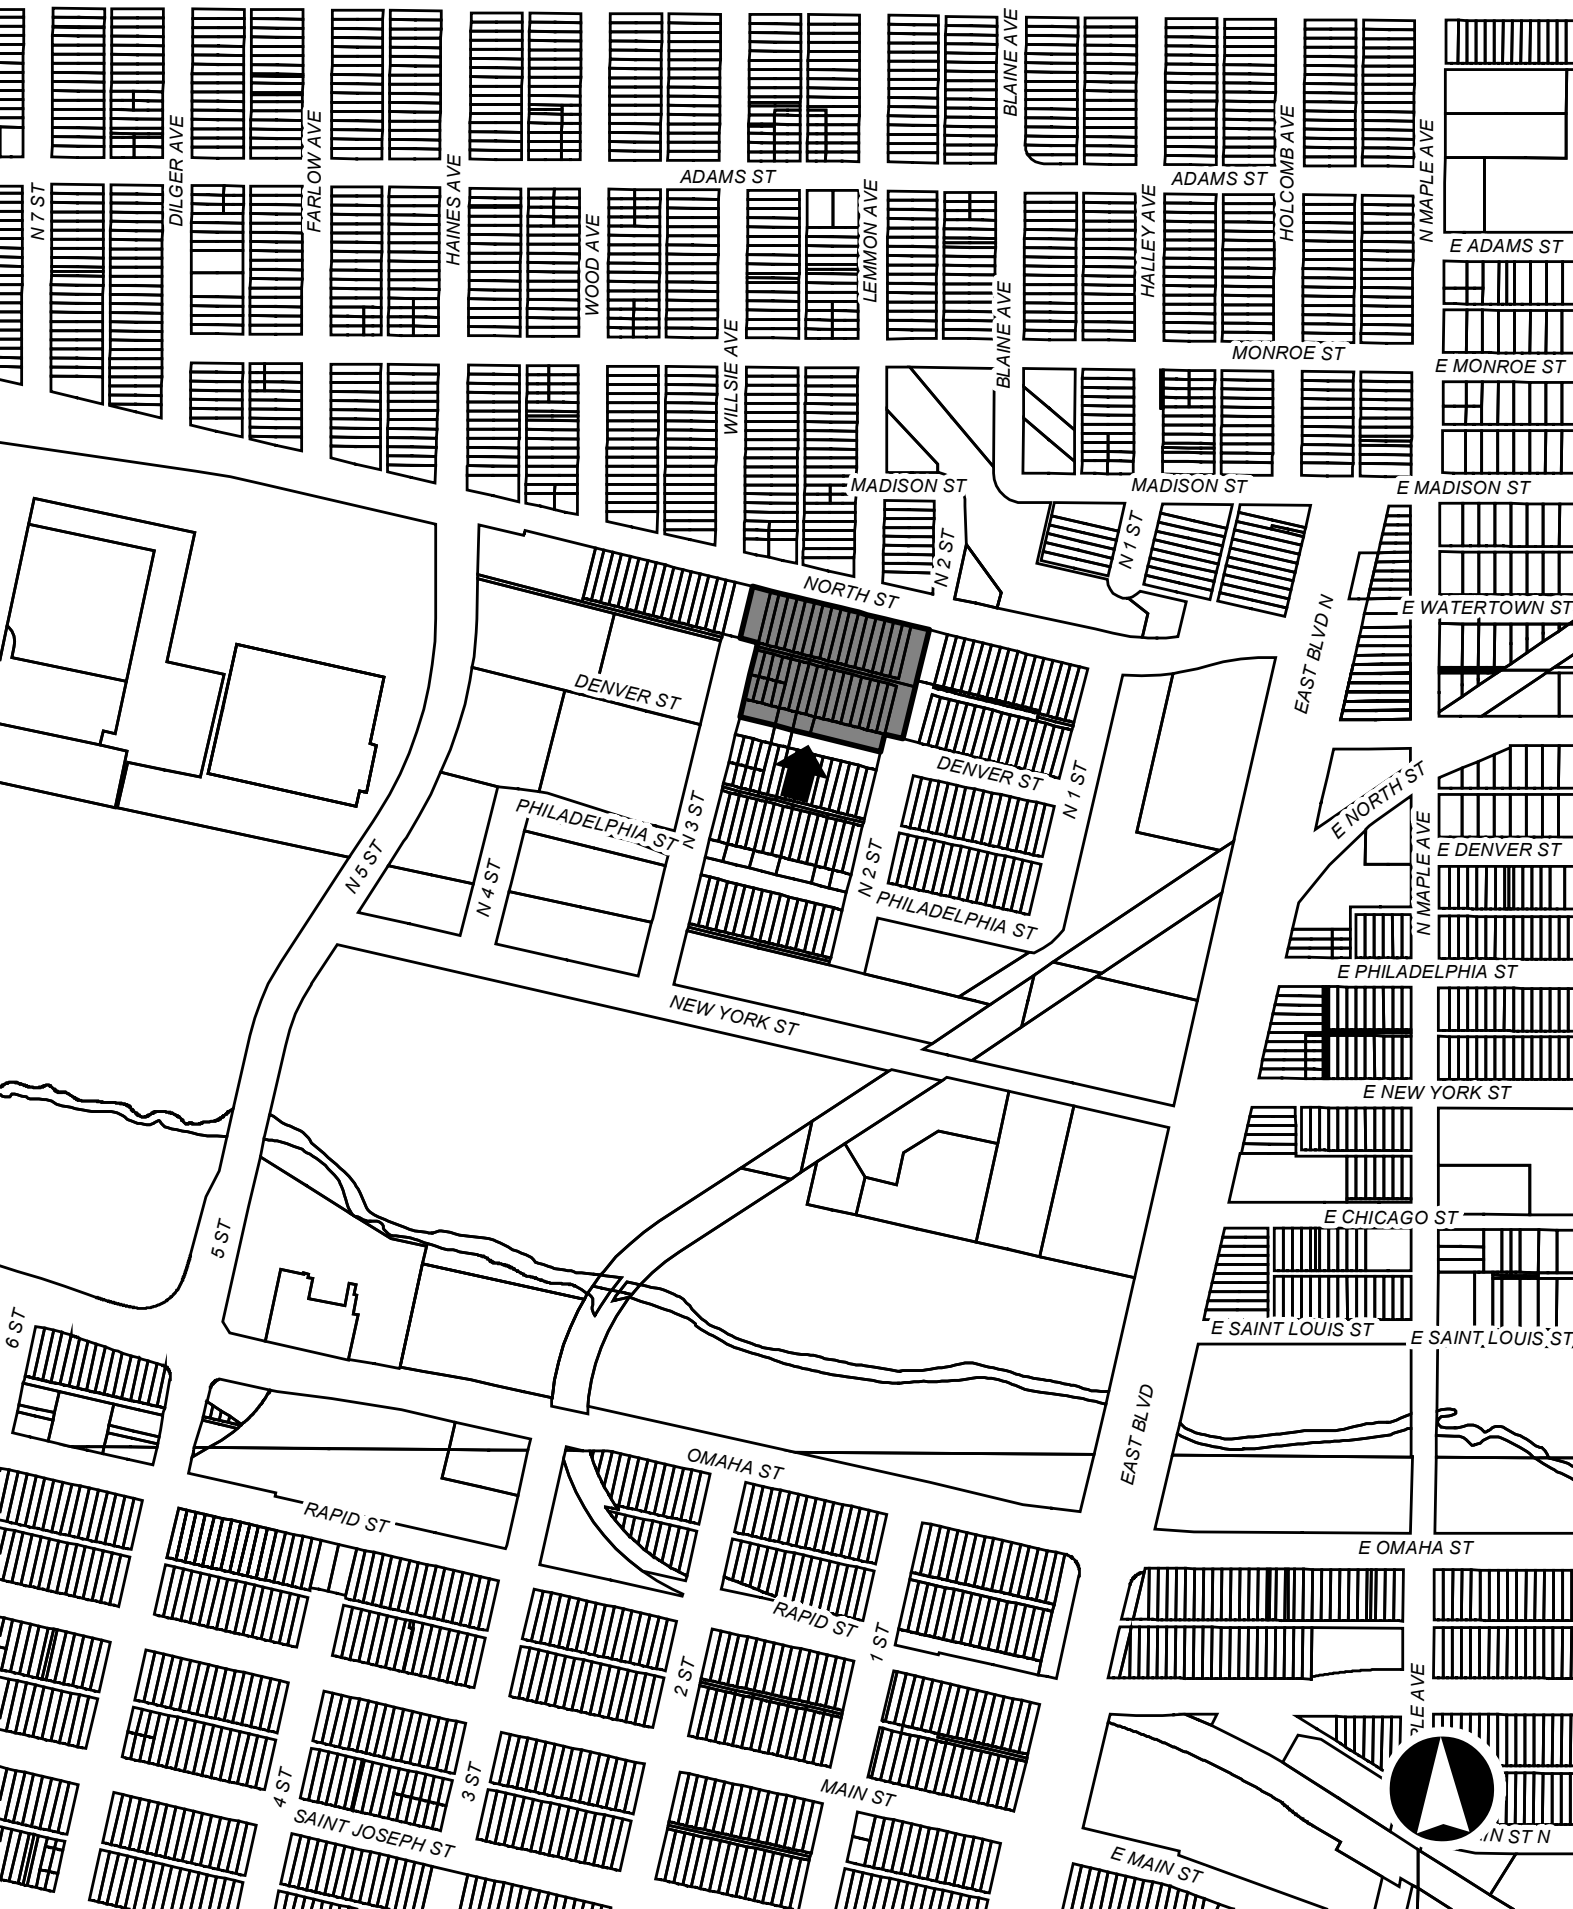 BLAINE AVE
N 7 ST
DILGER AVE
FARLOW AVE
HAINES AVE
WOOD AVE
WILLSIE AVE
ADAMS ST
LEMMON AVE
BLAINE AVE
HALLEY AVE
ADAMS ST
HOLCOMB AVE
N MAPLE AVE
E ADAMS ST
MONROE ST
E MONROE ST
MADISON ST
MADISON ST
E MADISON ST
N 2 ST
N 1 ST
NORTH ST
EAST BLVD N
E WATERTOWN ST
DENVER ST
DENVER ST
N 1 ST
E NORTH ST
N MAPLE AVE
E DENVER ST
PHILADELPHIA ST
N 3 ST
N 5 ST
N 4 ST
N 2 ST
PHILADELPHIA ST
E PHILADELPHIA ST
NEW YORK ST
E NEW YORK ST
5 ST
E CHICAGO ST
6 ST
E SAINT LOUIS ST
E SAINT LOUIS ST
EAST BLVD
OMAHA ST
RAPID ST
E OMAHA ST
RAPID ST
1 ST
2 ST
PLE AVE
4 ST
3 ST
MAIN ST
SAINT JOSEPH ST
IN ST N
E MAIN ST